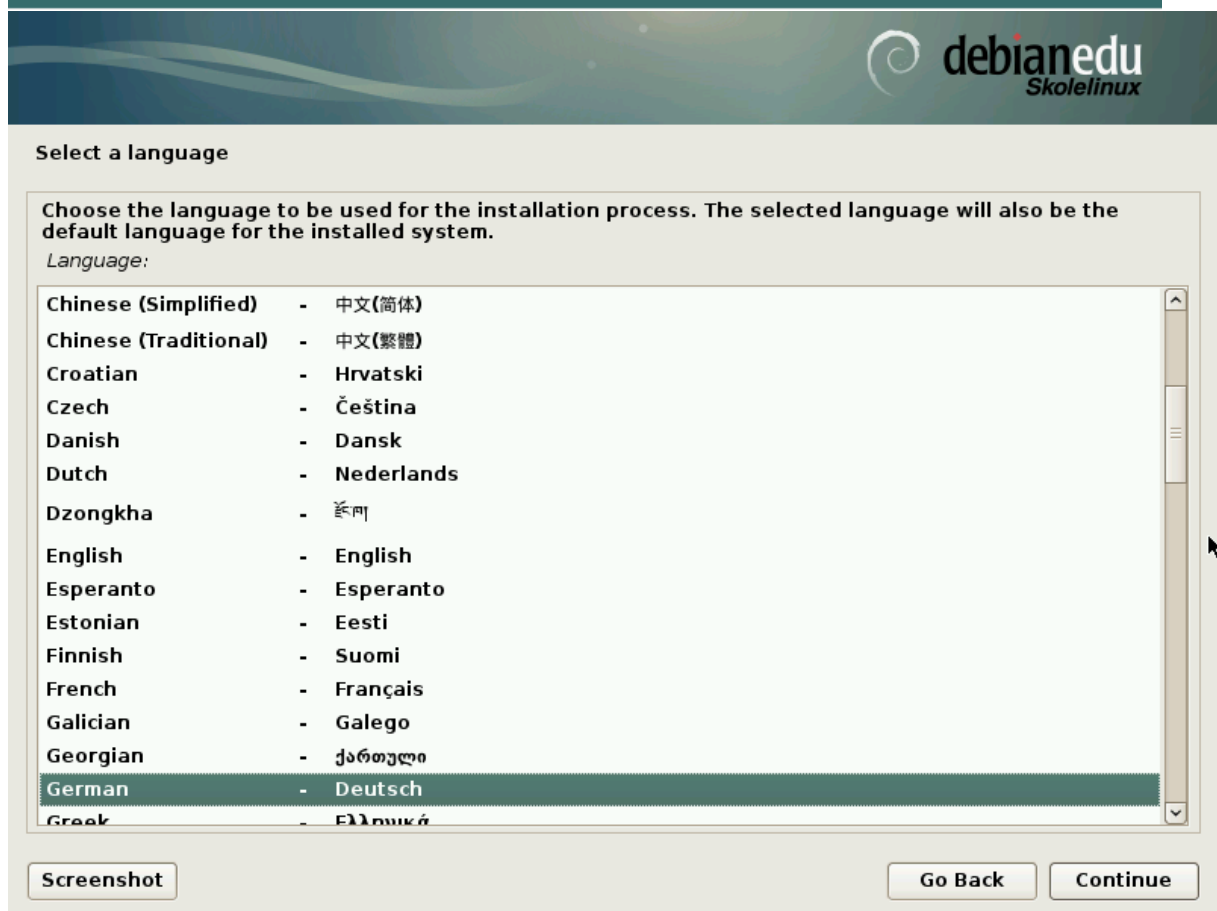 debianedu
Skolelinux
Select a language
Choose the language to be used for the installation process. The selected language will also be the
default language for the installed system.
Language:
Chinese (Simplified) - 中文(简体)
Chinese (Traditional) - 中文(繁體)
Croatian - Hrvatski
Czech - Čeština
Danish - Dansk
Dutch - Nederlands
Dzongkha - རྫོང་ཁ།
English - English
Esperanto - Esperanto
Estonian - Eesti
Finnish - Suomi
French - Français
Galician - Galego
Georgian - ქართული
German - Deutsch
Greek - Ελληνικά
Screenshot Go Back Continue